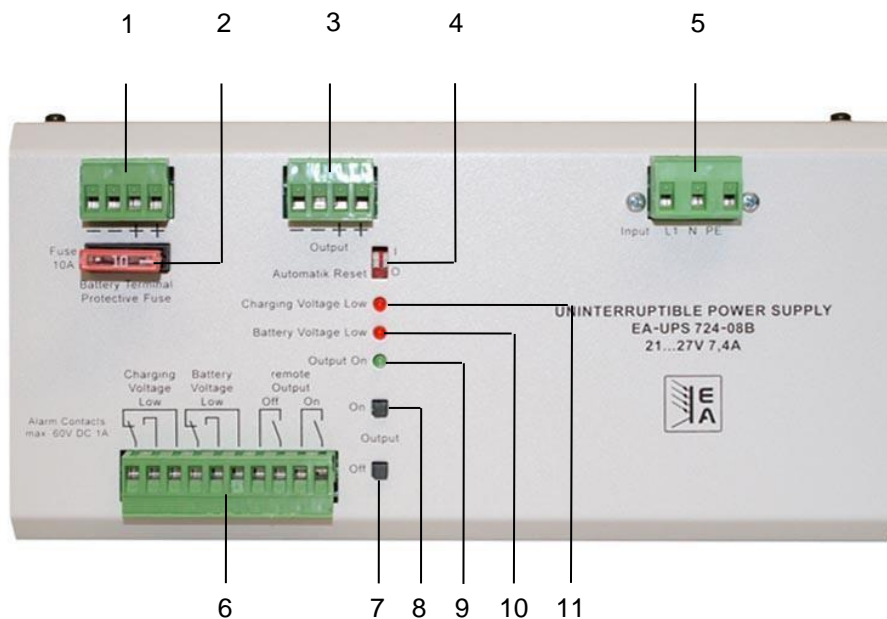 1 2 3 4 5
− − + +
− − + +
Output
Input L1 N PE
Fuse
10A
10
Battery Terminal
Protective Fuse
I
Automatik Reset
O
Charging Voltage Low
Battery Voltage Low
Output On
UNINTERRUPTIBLE POWER SUPPLY
EA-UPS 724-08B
21...27V 7,4A
EA
Charging
Voltage
Low
Battery
Voltage
Low
remote
Output
Off On
Alarm Contacts
max. 60V DC 1A
On
Output
Off
6 7 8 9 10 11